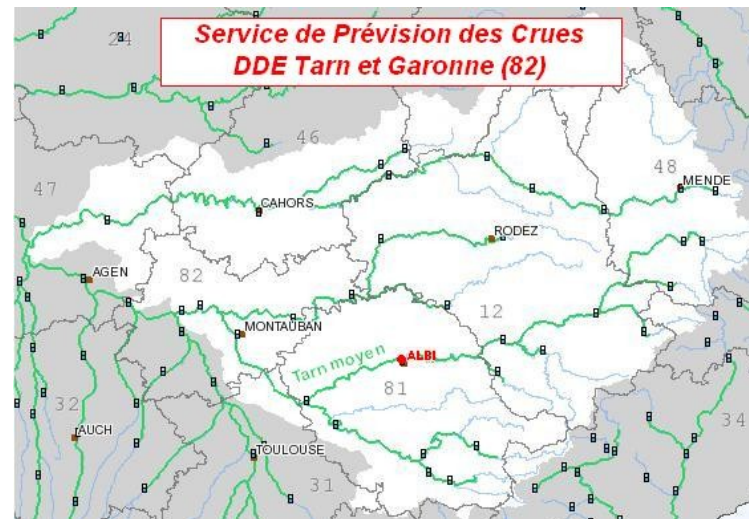 Service de Prévision des Crues
DDE Tarn et Garonne (82)
24
46
48
MENDE
47
CAHORS
RODEZ
AGEN
82
12
MONTAUBAN
Tarn moyen
ALBI
81
32
34
AUCH
TOULOUSE
31